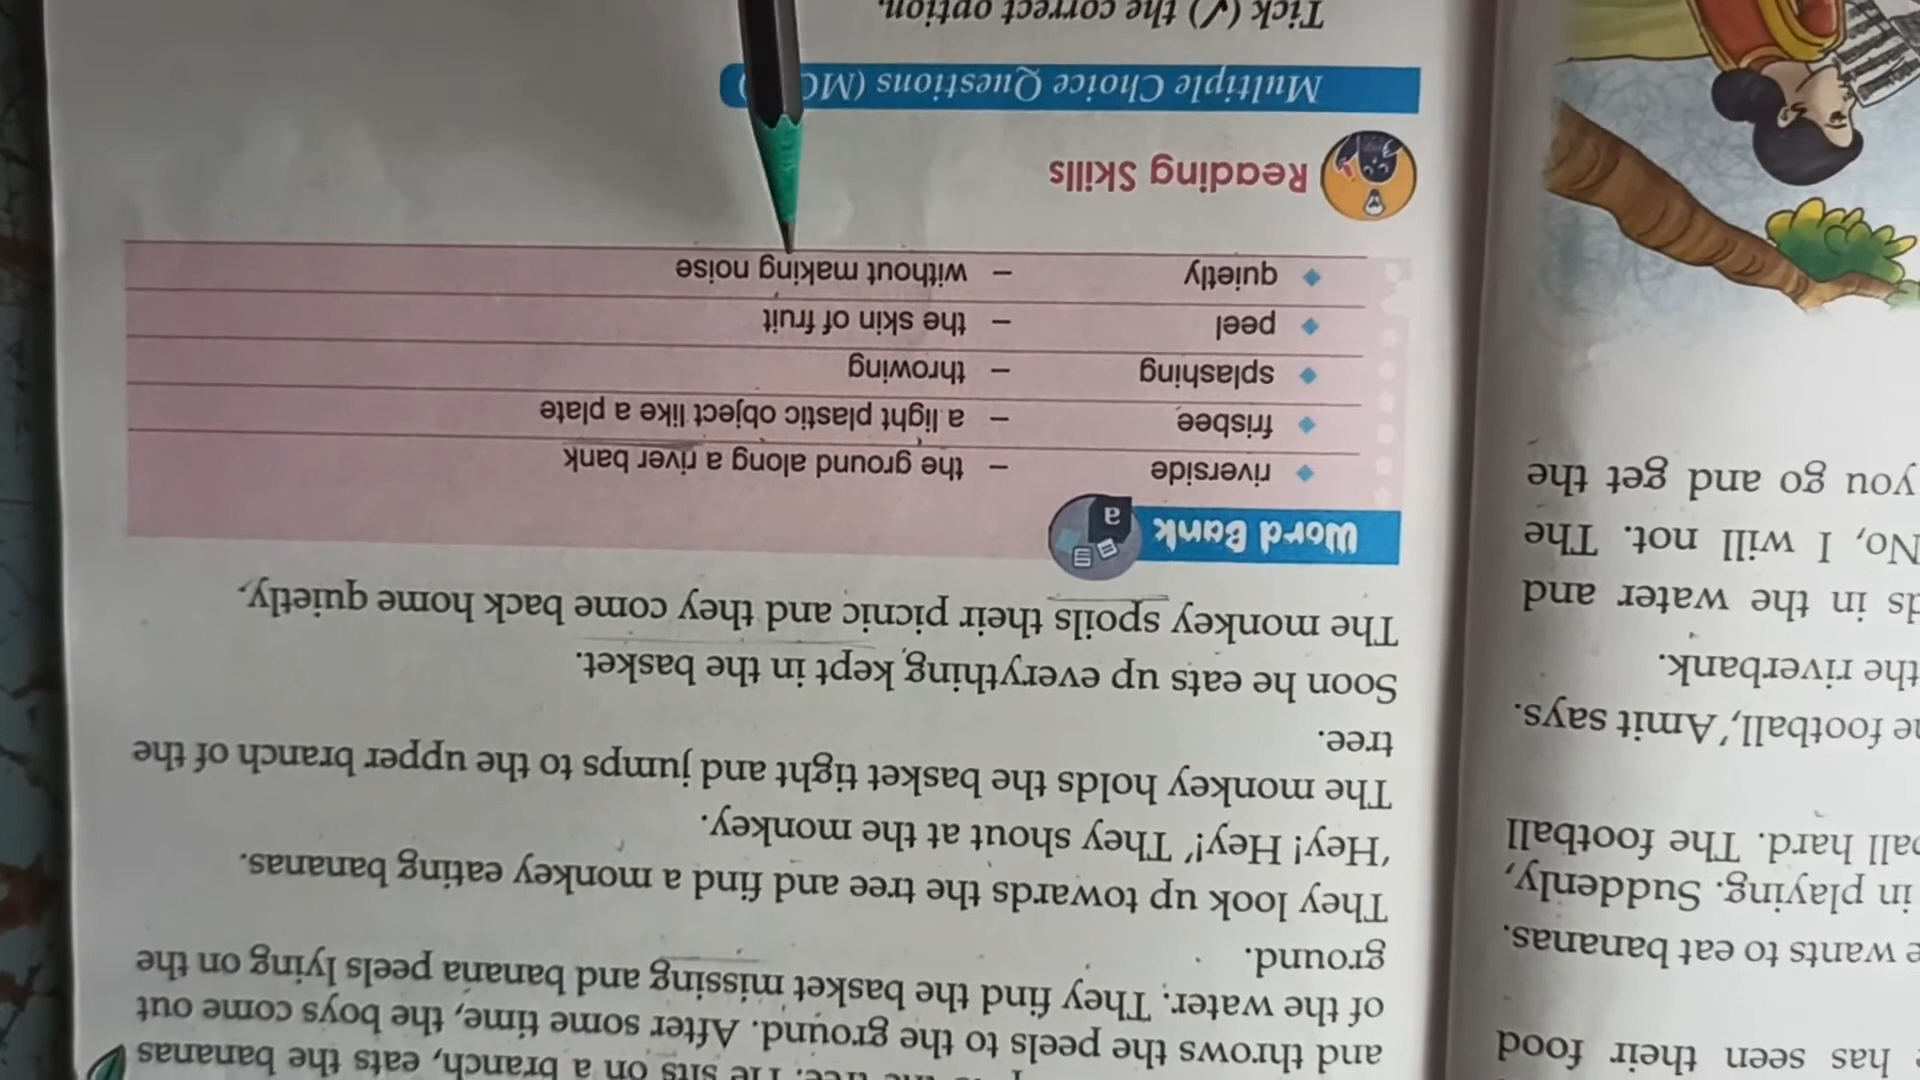 has seen their food
wants to eat bananas.
in playing. Suddenly,
hard. The football
football,' Amit says.
the riverbank.
in the water and
No, I will not. The
you go and get the
sits on a branch, eats the bananas
and throws the peels to the ground. After some time, the boys come out
of the water. They find the basket missing and banana peels lying on the
ground.
They look up towards the tree and find a monkey eating bananas.
'Hey! Hey!' They shout at the monkey.
The monkey holds the basket tight and jumps to the upper branch of the
tree.
Soon he eats up everything kept in the basket.
The monkey spoils their picnic and they come back home quietly.
Word Bank
a
riverside – the ground along a river bank
frisbee – a light plastic object like a plate
splashing – throwing
peel – the skin of fruit
quietly – without making noise
Reading Skills
Multiple Choice Questions
Tick (✓) the correct option.